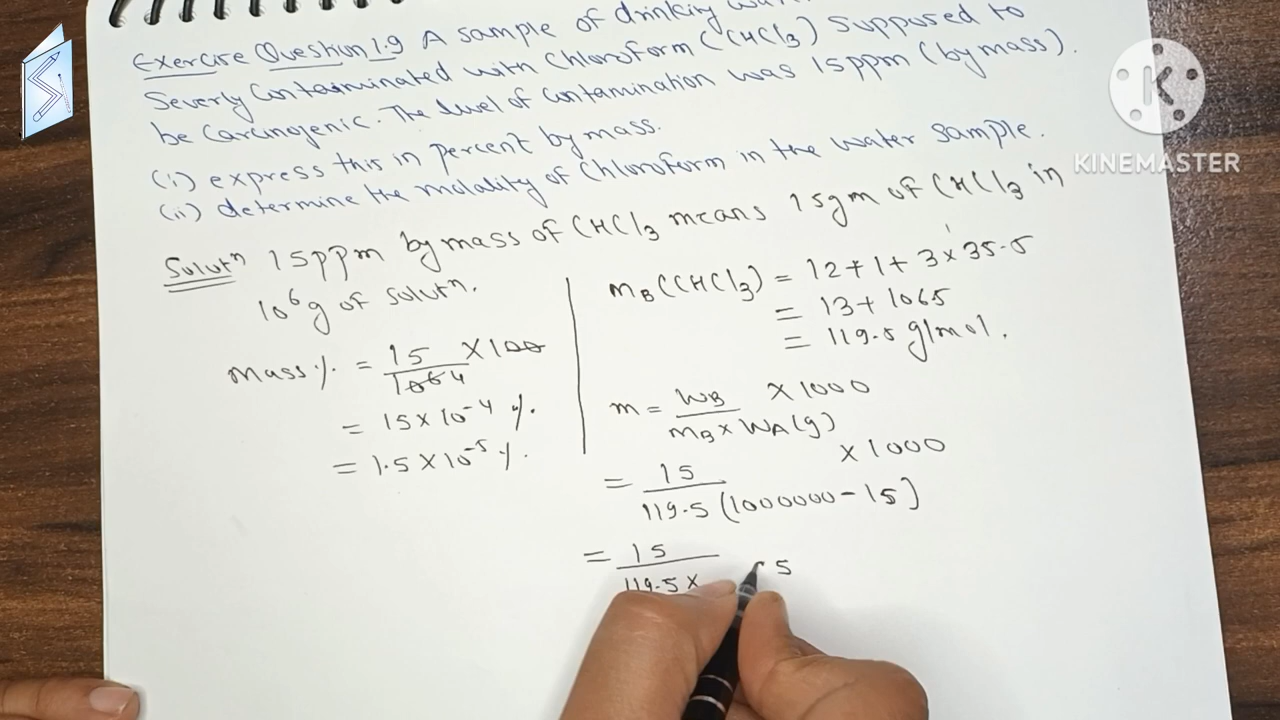 Exercise Question 1.9 A sample of drinking
Severly Contaminated with Chloroform (CHCl3) Supposed to
be Carcinogenic. The level of Contamination was 15ppm (by mass).
(i) express this in percent by mass.
(ii) determine the molality of Chloroform in the water sample.
Solutn 15ppm by mass of CHCl3 means 15gm of CHCl3 in
10^6 g of Solutn.
Mass % = 15/10^6 4 × 100
= 15 × 10^-4 %.
= 1.5 × 10^-5 %.
MB (CHCl3) = 12 + 1 + 3 × 35.5
= 13 + 1065
= 119.5 g/mol.
m = WB / MB × WA(g) × 1000
= 15 / 119.5 (1000000 - 15) × 1000
= 15 / 119.5 × 5
K
KINEMASTER